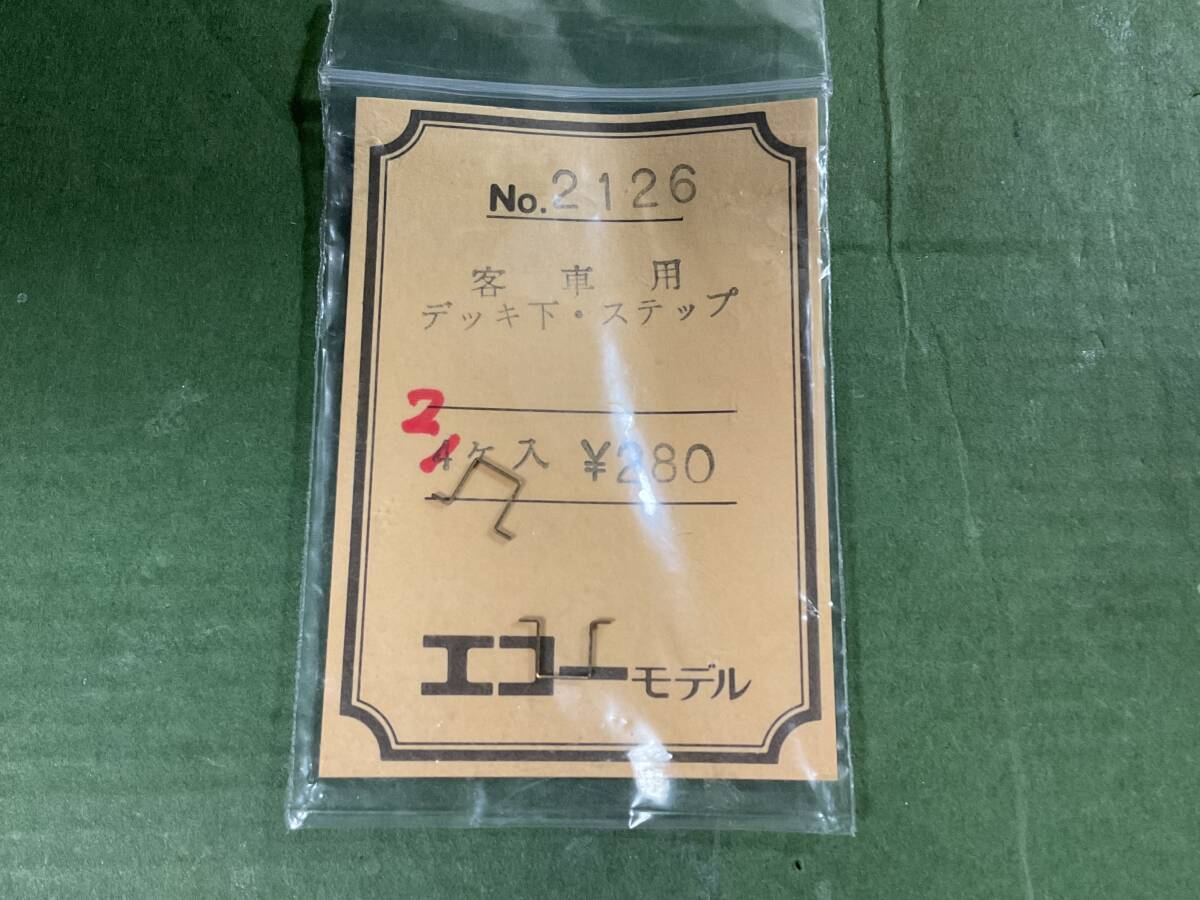 No. 2126
客車用
デッキ下・ステップ
2
4ケ入 ¥280
エコーモデル